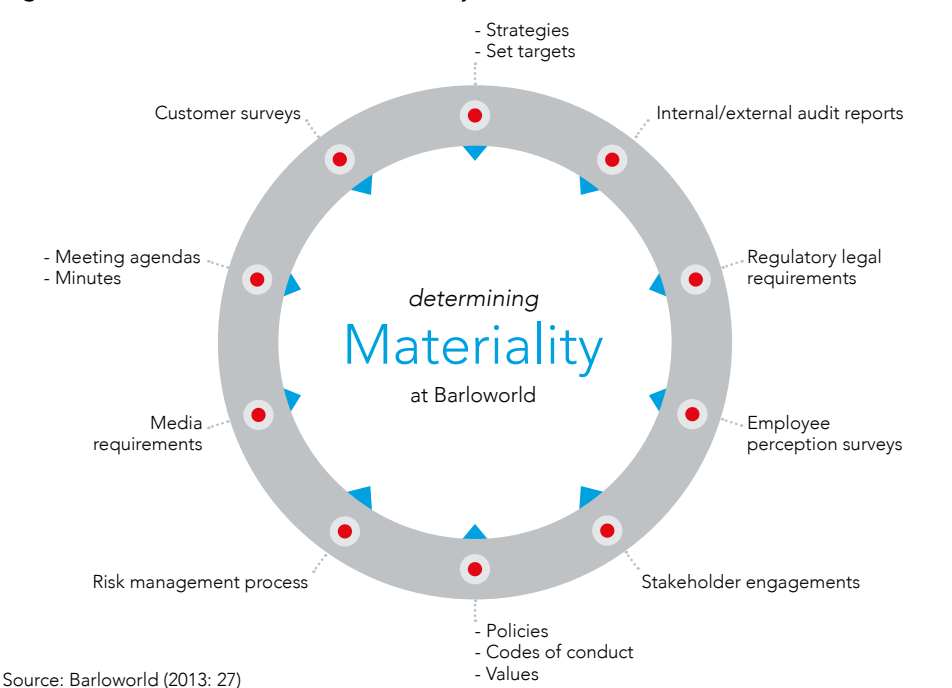 - Strategies
- Set targets
Customer surveys
Internal/external audit reports
- Meeting agendas
- Minutes
Regulatory legal
requirements
determining
Materiality
at Barloworld
Media
requirements
Employee
perception surveys
Risk management process
Stakeholder engagements
- Policies
- Codes of conduct
- Values
Source: Barloworld (2013: 27)